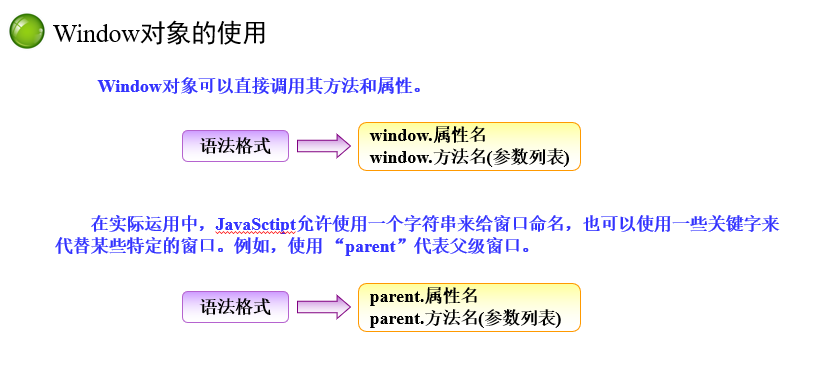 Window对象的使用
Window对象可以直接调用其方法和属性。
语法格式
window.属性名
window.方法名(参数列表)
在实际运用中，JavaSctipt允许使用一个字符串来给窗口命名，也可以使用一些关键字来
代替某些特定的窗口。例如，使用 “parent”代表父级窗口。
语法格式
parent.属性名
parent.方法名(参数列表)